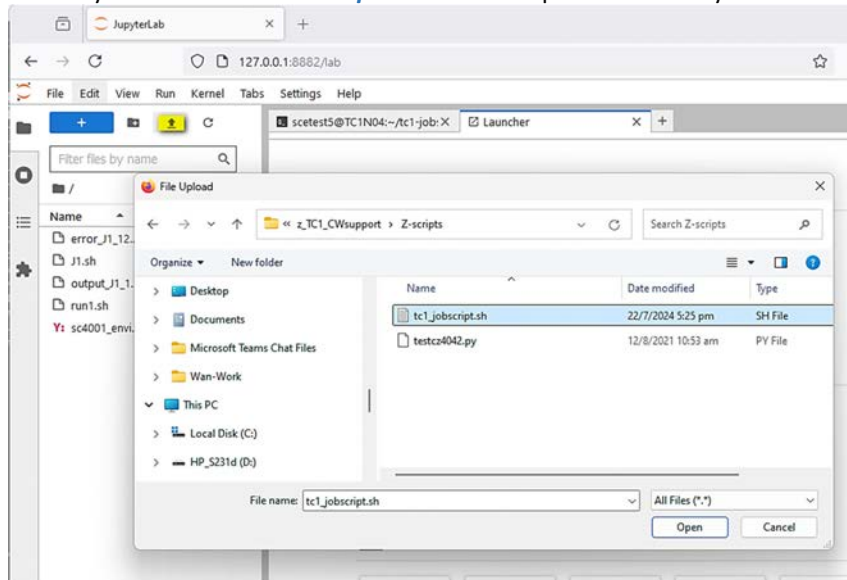 JupyterLab
127.0.0.1:8882/lab
File Edit View Run Kernel Tabs Settings Help
scetest5@TC1N04:~/tc1-job: Launcher
Filter files by name
/
Name
error_J1_12...
J1.sh
output_J1_1...
run1.sh
Y: sc4001_envi...
File Upload
« z_TC1_CWsupport > Z-scripts
Search Z-scripts
Organize New folder
Name Date modified Type
Desktop
Documents
Microsoft Teams Chat Files
Wan-Work
This PC
Local Disk (C:)
HP_S231d (D:)
tc1_jobscript.sh 22/7/2024 5:25 pm SH File
testcz4042.py 12/8/2021 10:53 am PY File
File name: tc1_jobscript.sh All Files (*.*)
Open Cancel